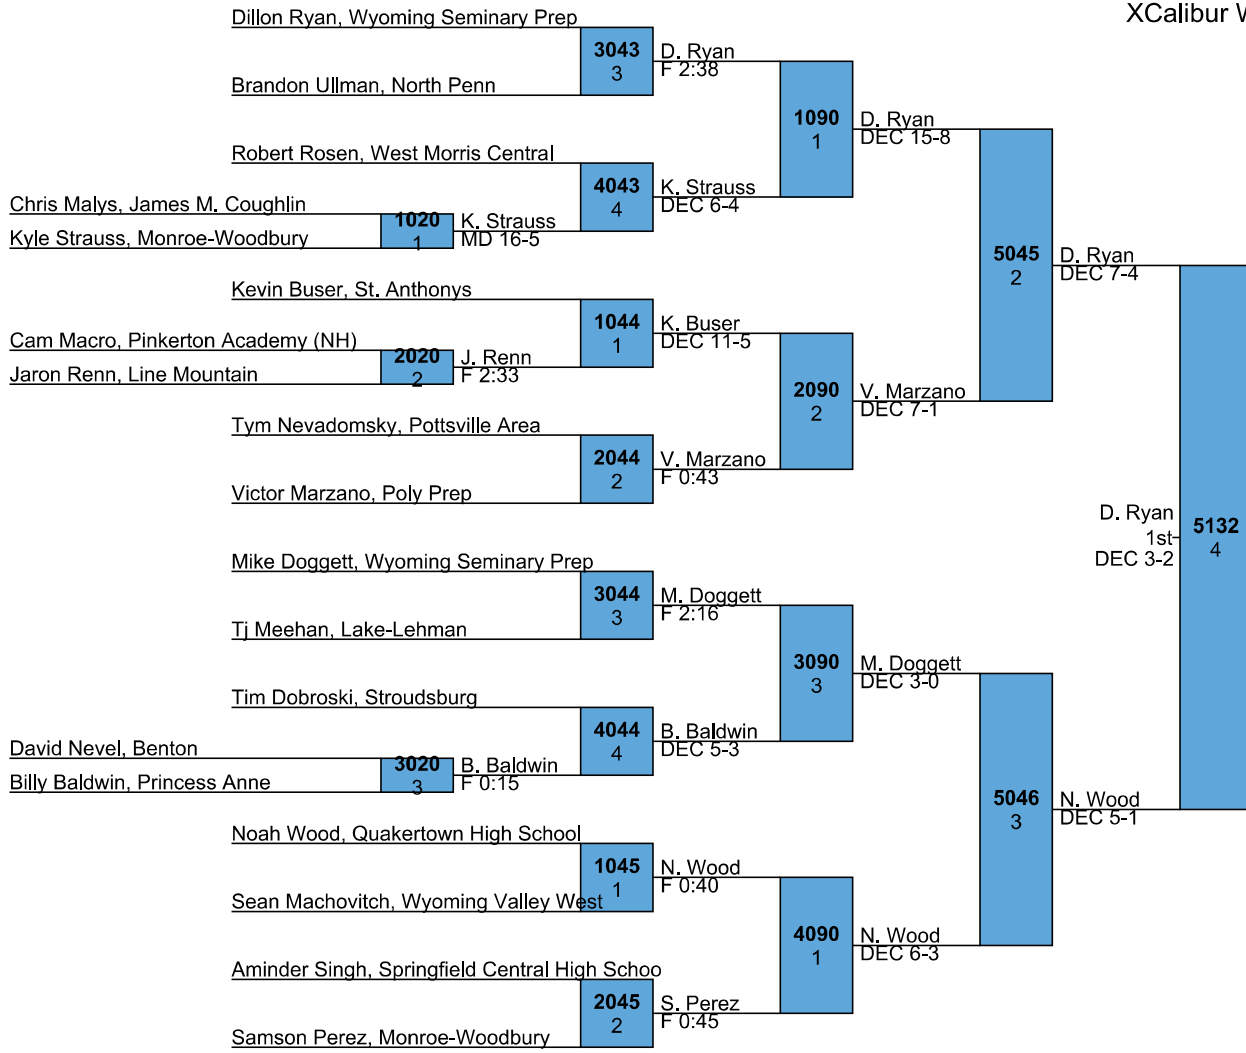 XCalibur W
Dillon Ryan, Wyoming Seminary Prep
3043
3
D. Ryan
F 2:38
Brandon Ullman, North Penn
1090
1
D. Ryan
DEC 15-8
Robert Rosen, West Morris Central
4043
4
K. Strauss
DEC 6-4
Chris Malys, James M. Coughlin
1020
1
K. Strauss
MD 16-5
Kyle Strauss, Monroe-Woodbury
5045
2
D. Ryan
DEC 7-4
Kevin Buser, St. Anthonys
1044
1
K. Buser
DEC 11-5
Cam Macro, Pinkerton Academy (NH)
2020
2
J. Renn
F 2:33
Jaron Renn, Line Mountain
2090
2
V. Marzano
DEC 7-1
Tym Nevadomsky, Pottsville Area
2044
2
V. Marzano
F 0:43
Victor Marzano, Poly Prep
D. Ryan
1st
DEC 3-2
5132
4
Mike Doggett, Wyoming Seminary Prep
3044
3
M. Doggett
F 2:16
Tj Meehan, Lake-Lehman
3090
3
M. Doggett
DEC 3-0
Tim Dobroski, Stroudsburg
4044
4
B. Baldwin
DEC 5-3
David Nevel, Benton
3020
3
B. Baldwin
F 0:15
Billy Baldwin, Princess Anne
5046
3
N. Wood
DEC 5-1
Noah Wood, Quakertown High School
1045
1
N. Wood
F 0:40
Sean Machovitch, Wyoming Valley West
4090
1
N. Wood
DEC 6-3
Aminder Singh, Springfield Central High Schoo
2045
2
S. Perez
F 0:45
Samson Perez, Monroe-Woodbury